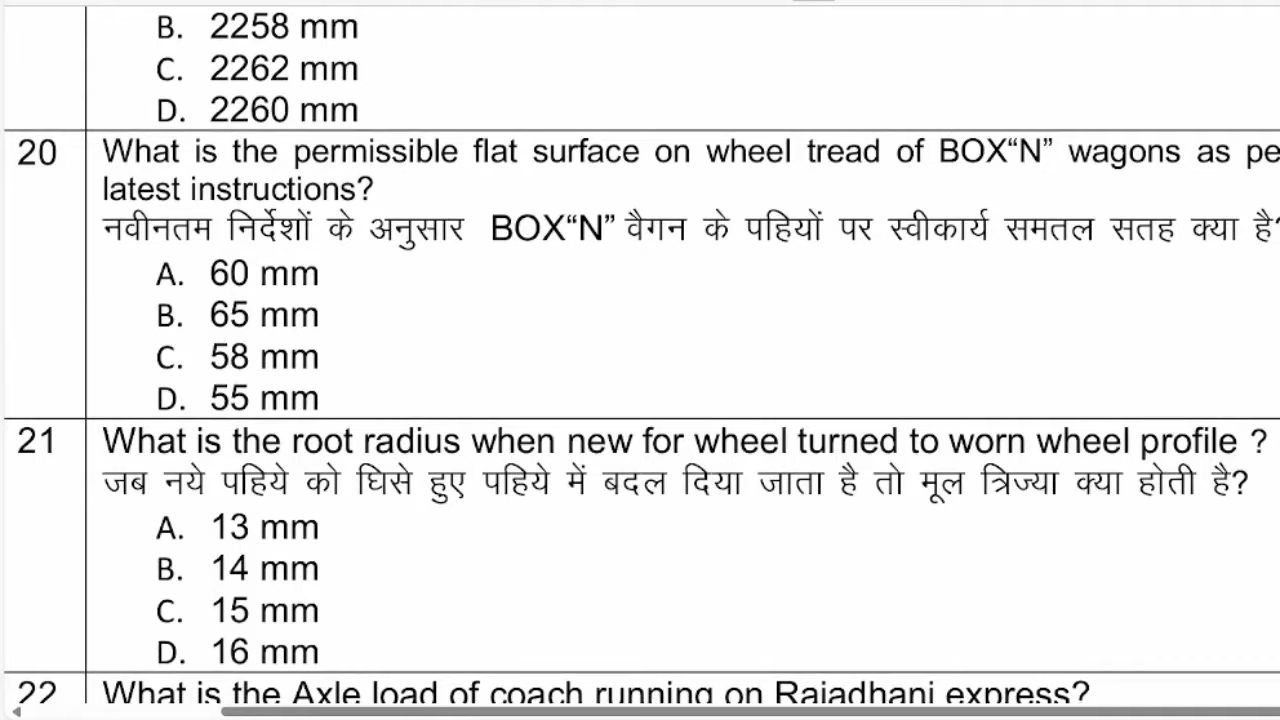 B. 2258 mm
C. 2262 mm
D. 2260 mm
20 What is the permissible flat surface on wheel tread of BOX“N” wagons as pe
latest instructions?
नवीनतम निर्देशों के अनुसार BOX“N” वैगन के पहियों पर स्वीकार्य समतल सतह क्या है?
A. 60 mm
B. 65 mm
C. 58 mm
D. 55 mm
21 What is the root radius when new for wheel turned to worn wheel profile ?
जब नये पहिये को घिसे हुए पहिये में बदल दिया जाता है तो मूल त्रिज्या क्या होती है?
A. 13 mm
B. 14 mm
C. 15 mm
D. 16 mm
22 What is the Axle load of coach running on Rajadhani express?